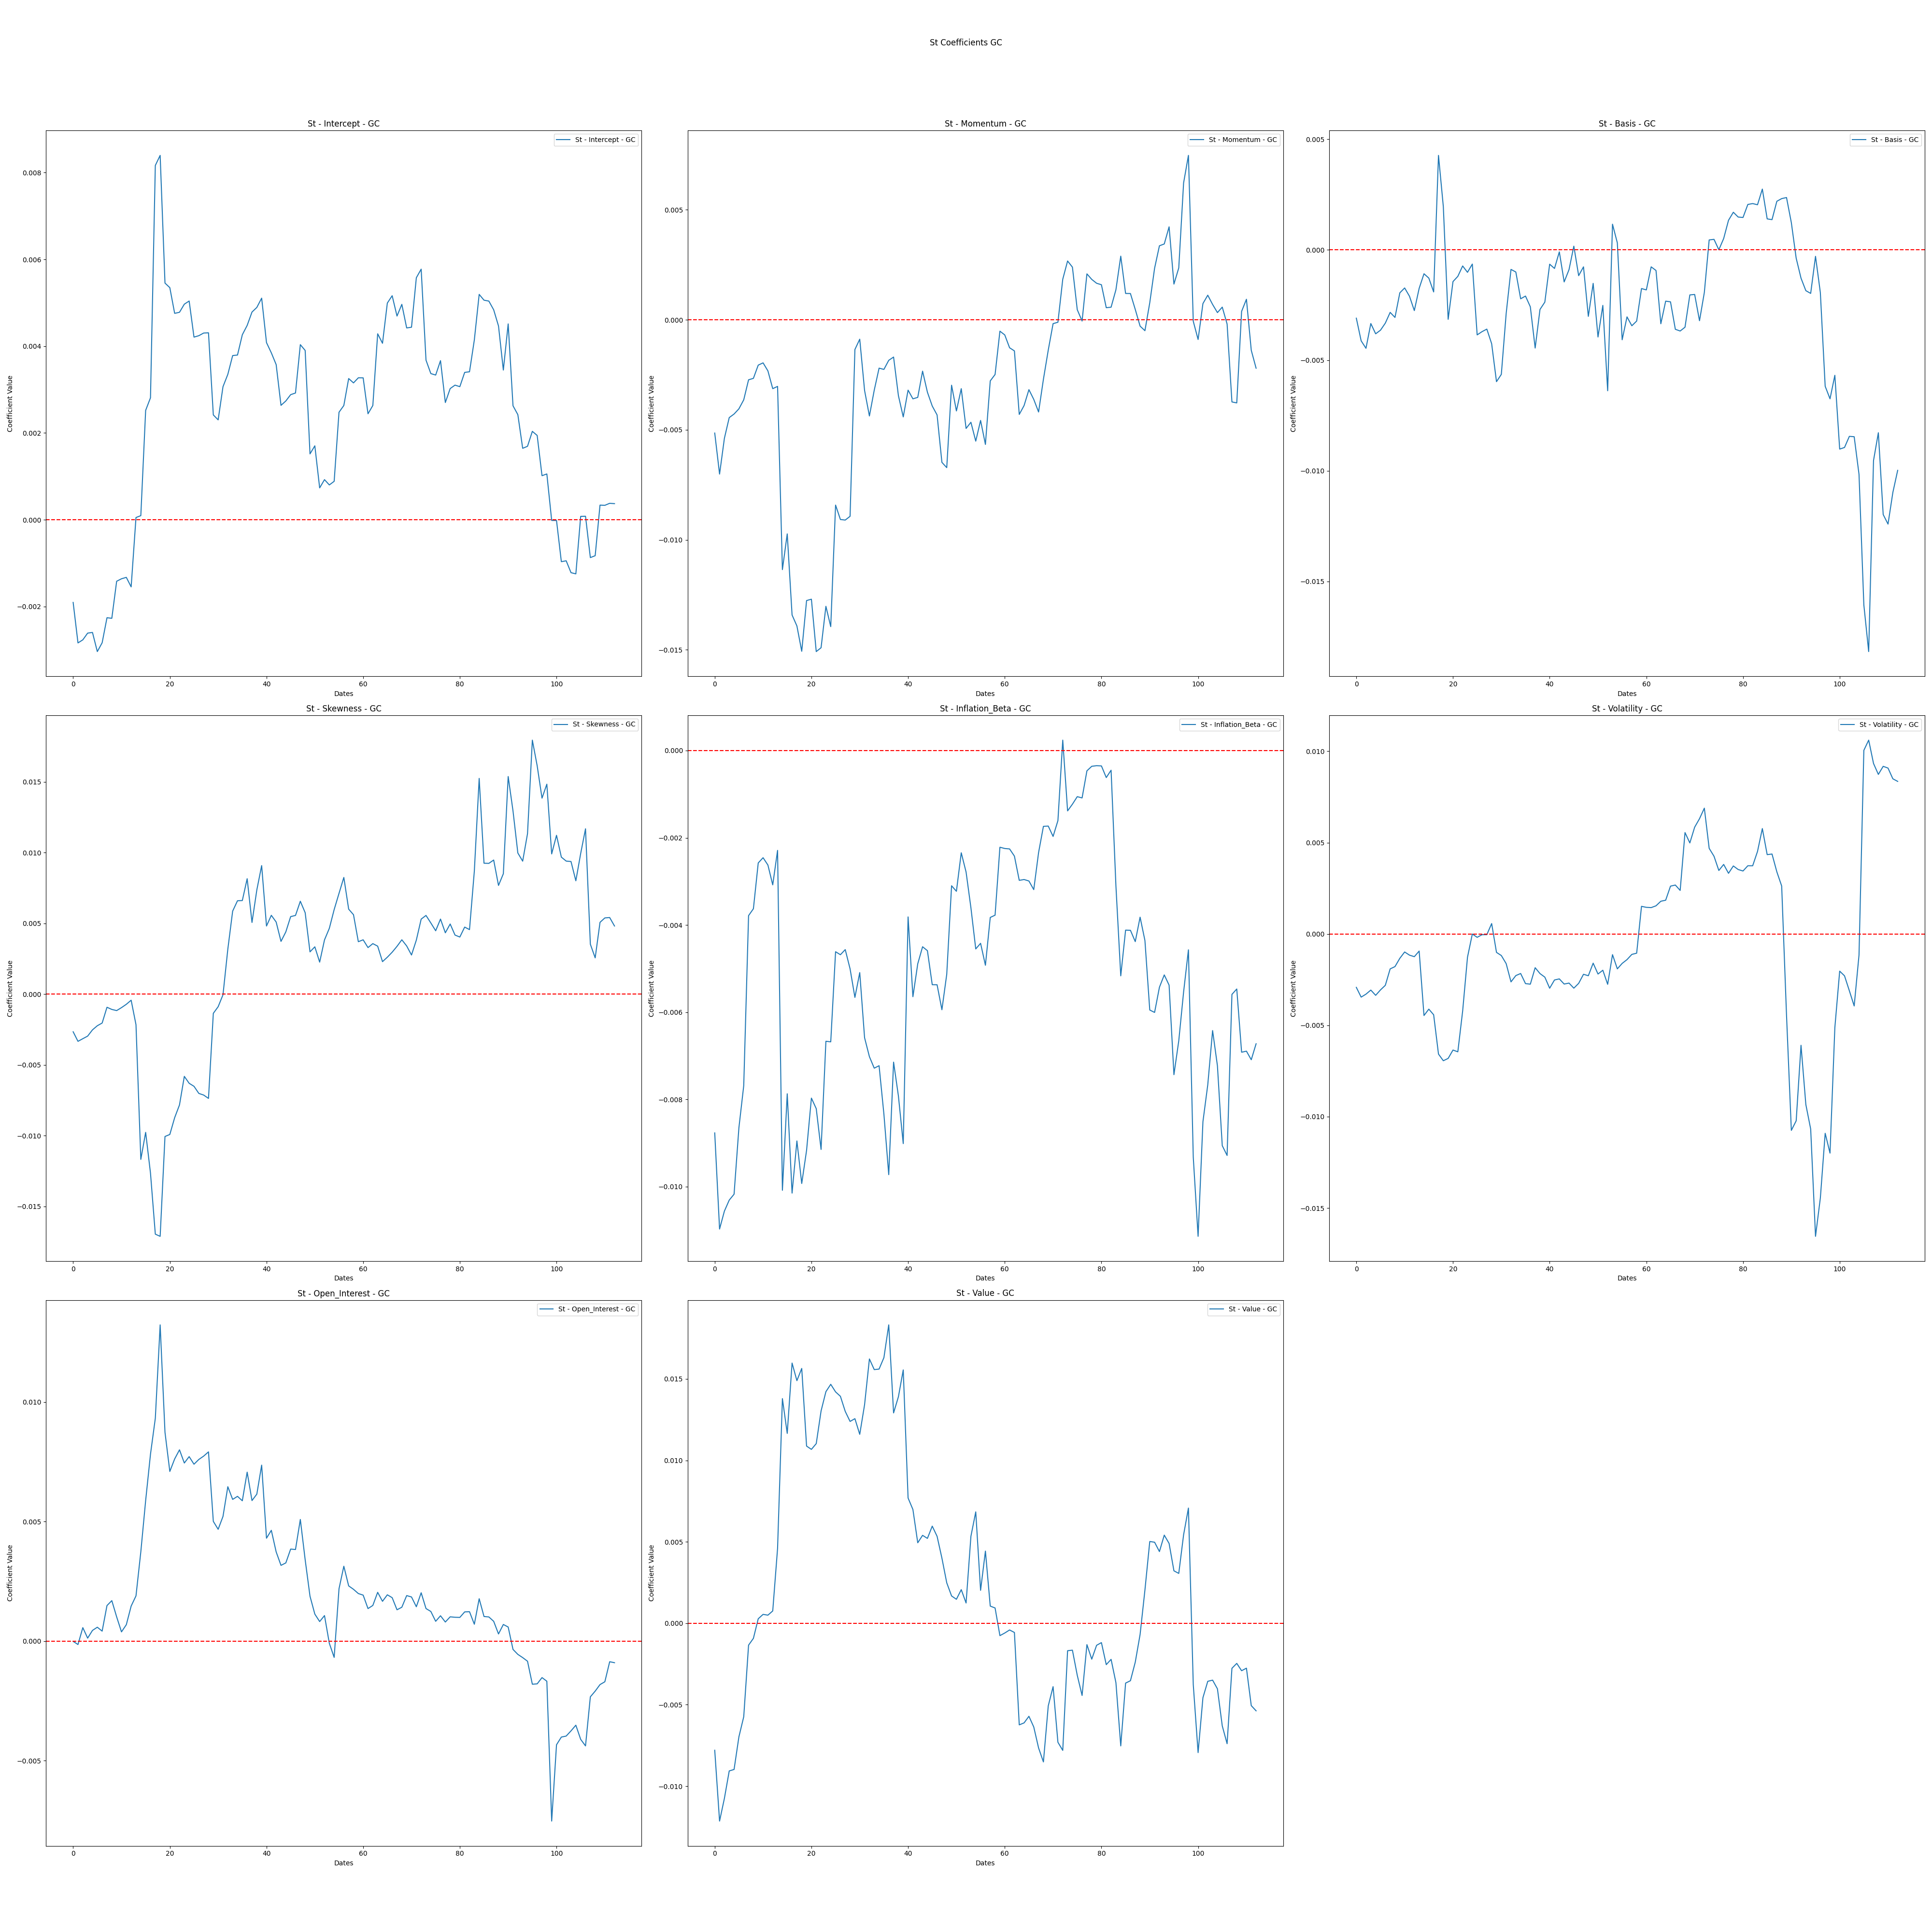 St Coefficients GC
St - Intercept - GC
St - Intercept - GC
0.008
0.006
0.004
0.002
0.000
−0.002
Coefficient Value
0 20 40 60 80 100
Dates
St - Momentum - GC
St - Momentum - GC
0.005
0.000
−0.005
−0.010
−0.015
Coefficient Value
0 20 40 60 80 100
Dates
St - Basis - GC
St - Basis - GC
0.005
0.000
−0.005
−0.010
−0.015
Coefficient Value
0 20 40 60 80 100
Dates
St - Skewness - GC
St - Skewness - GC
0.015
0.010
0.005
0.000
−0.005
−0.010
−0.015
Coefficient Value
0 20 40 60 80 100
Dates
St - Inflation_Beta - GC
St - Inflation_Beta - GC
0.000
−0.002
−0.004
−0.006
−0.008
−0.010
Coefficient Value
0 20 40 60 80 100
Dates
St - Volatility - GC
St - Volatility - GC
0.010
0.005
0.000
−0.005
−0.010
−0.015
Coefficient Value
0 20 40 60 80 100
Dates
St - Open_Interest - GC
St - Open_Interest - GC
0.010
0.005
0.000
−0.005
Coefficient Value
0 20 40 60 80 100
Dates
St - Value - GC
St - Value - GC
0.015
0.010
0.005
0.000
−0.005
−0.010
Coefficient Value
0 20 40 60 80 100
Dates